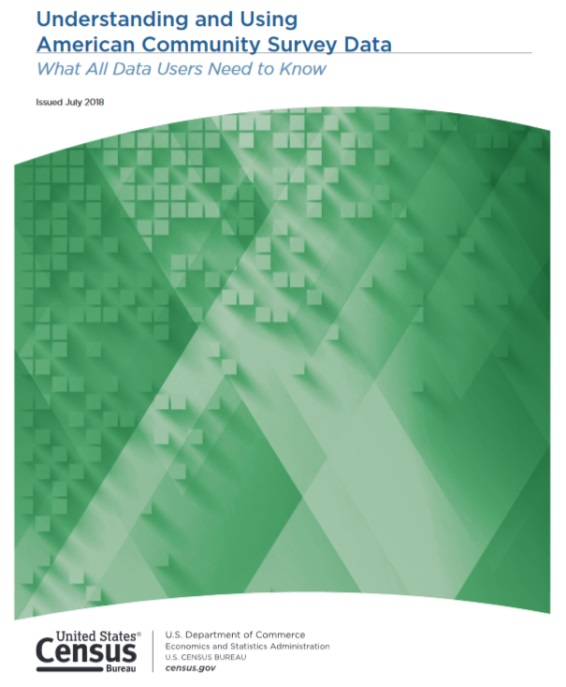 Understanding and Using
American Community Survey Data
What All Data Users Need to Know
Issued July 2018
United States®
Census
Bureau
U.S. Department of Commerce
Economics and Statistics Administration
U.S. CENSUS BUREAU
census.gov